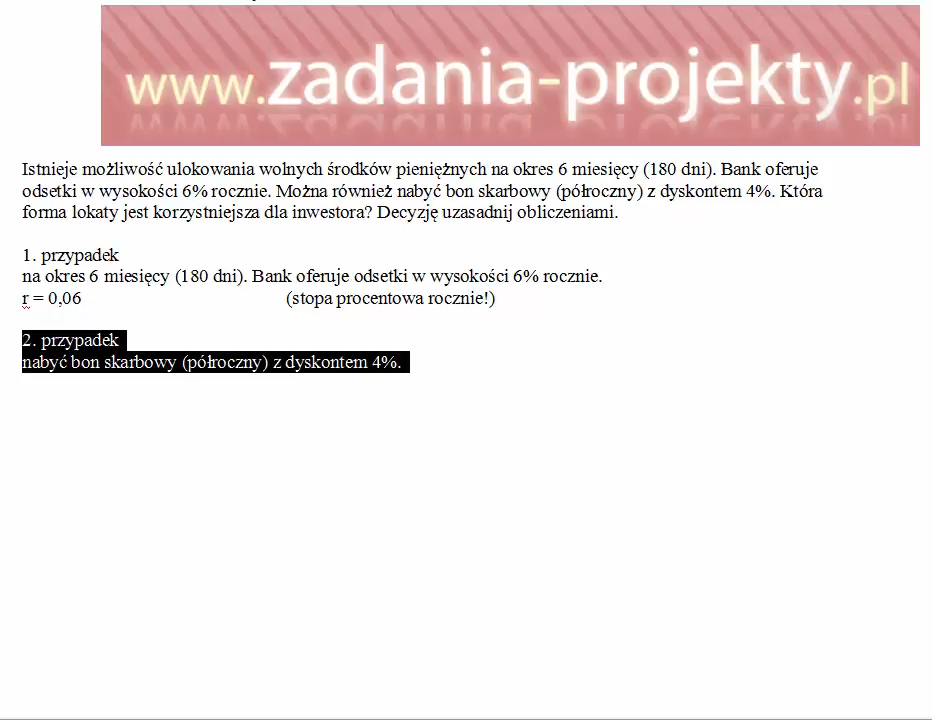 www.zadania-projekty.pl
Istnieje możliwość ulokowania wolnych środków pieniężnych na okres 6 miesięcy (180 dni). Bank oferuje
odsetki w wysokości 6% rocznie. Można również nabyć bon skarbowy (półroczny) z dyskontem 4%. Która
forma lokaty jest korzystniejsza dla inwestora? Decyzję uzasadnij obliczeniami.
1. przypadek
na okres 6 miesięcy (180 dni). Bank oferuje odsetki w wysokości 6% rocznie.
r = 0,06 (stopa procentowa rocznie!)
2. przypadek
nabyć bon skarbowy (półroczny) z dyskontem 4%.